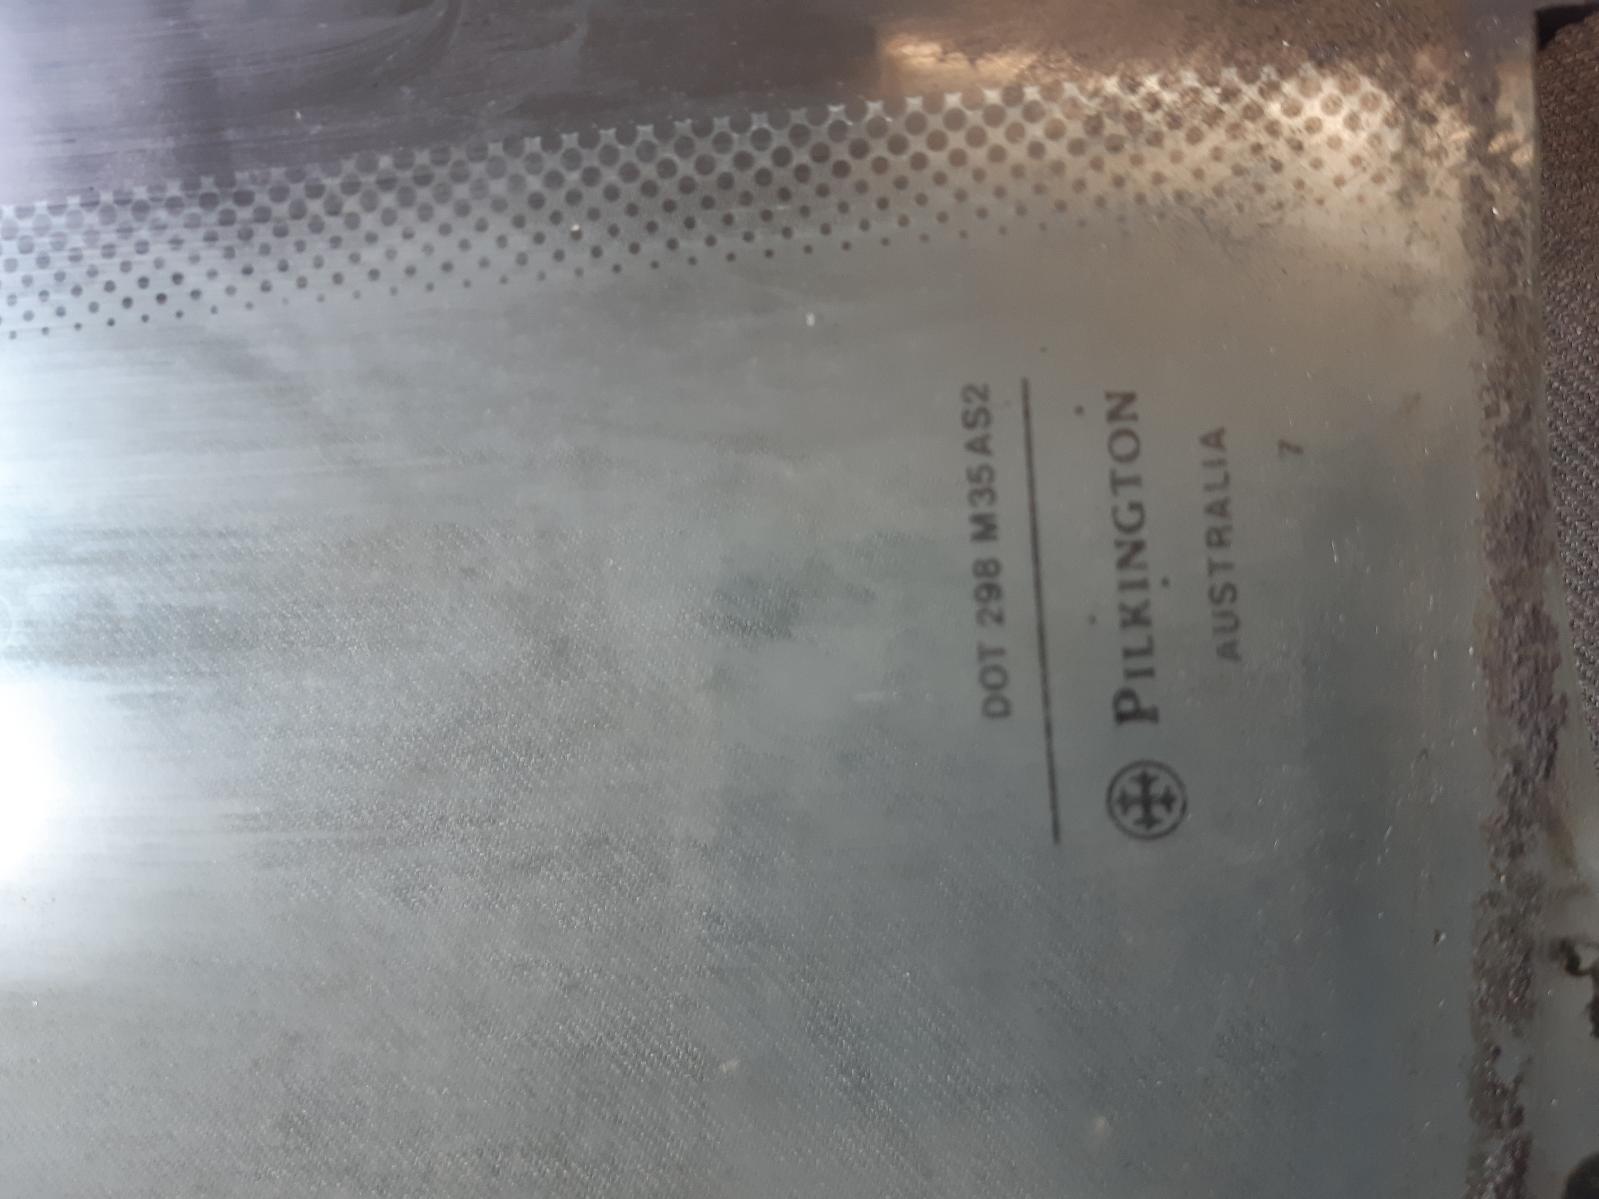 DOT 298 M35 AS2
PILKINGTON
AUSTRALIA
7